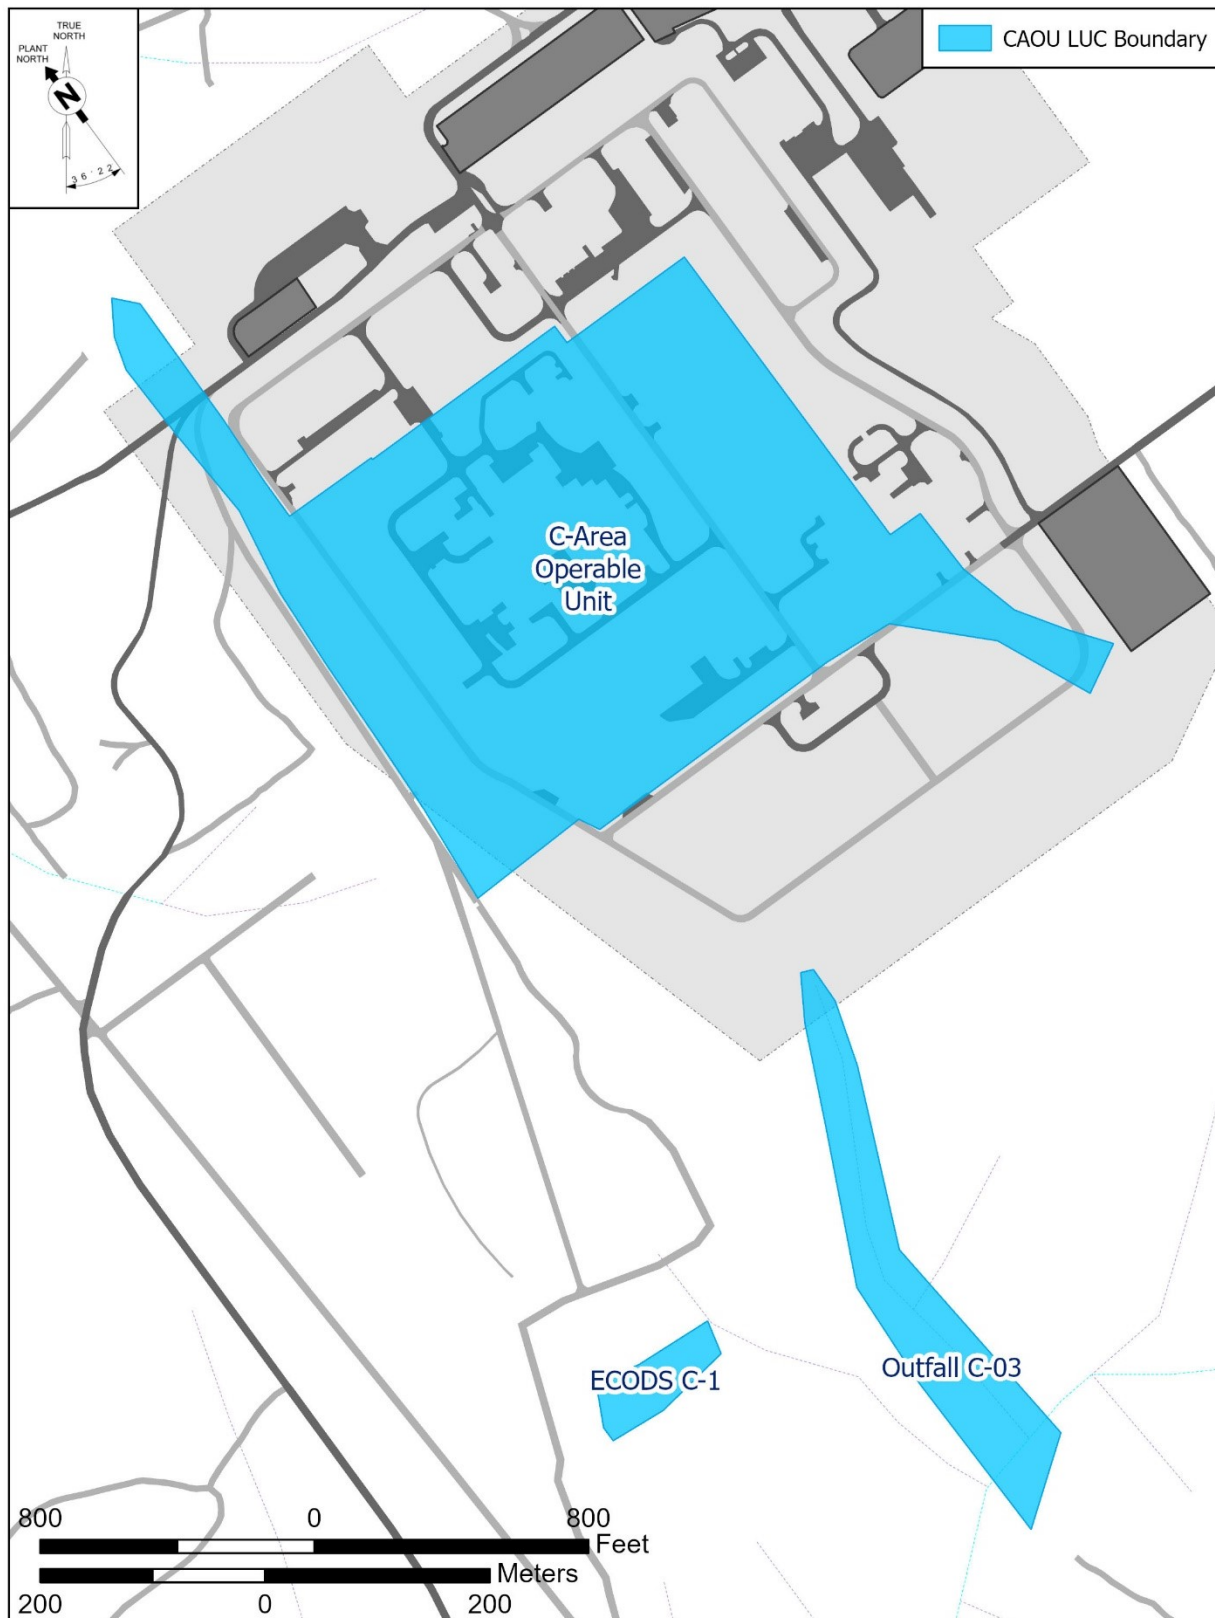 TRUE
NORTH
PLANT
NORTH
N
36°22'
CAOU LUC Boundary
C-Area
Operable
Unit
ECODS C-1
Outfall C-03
800 0 800
Feet
Meters
200 0 200